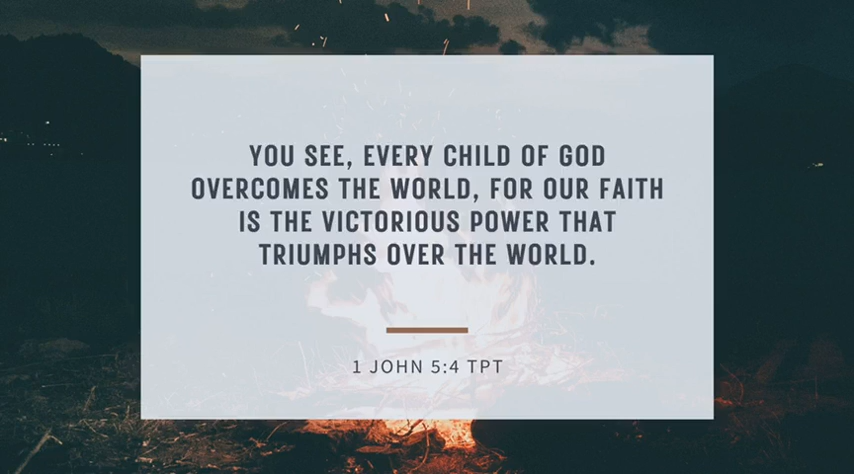 YOU SEE, EVERY CHILD OF GOD
OVERCOMES THE WORLD, FOR OUR FAITH
IS THE VICTORIOUS POWER THAT
TRIUMPHS OVER THE WORLD.
1 JOHN 5:4 TPT